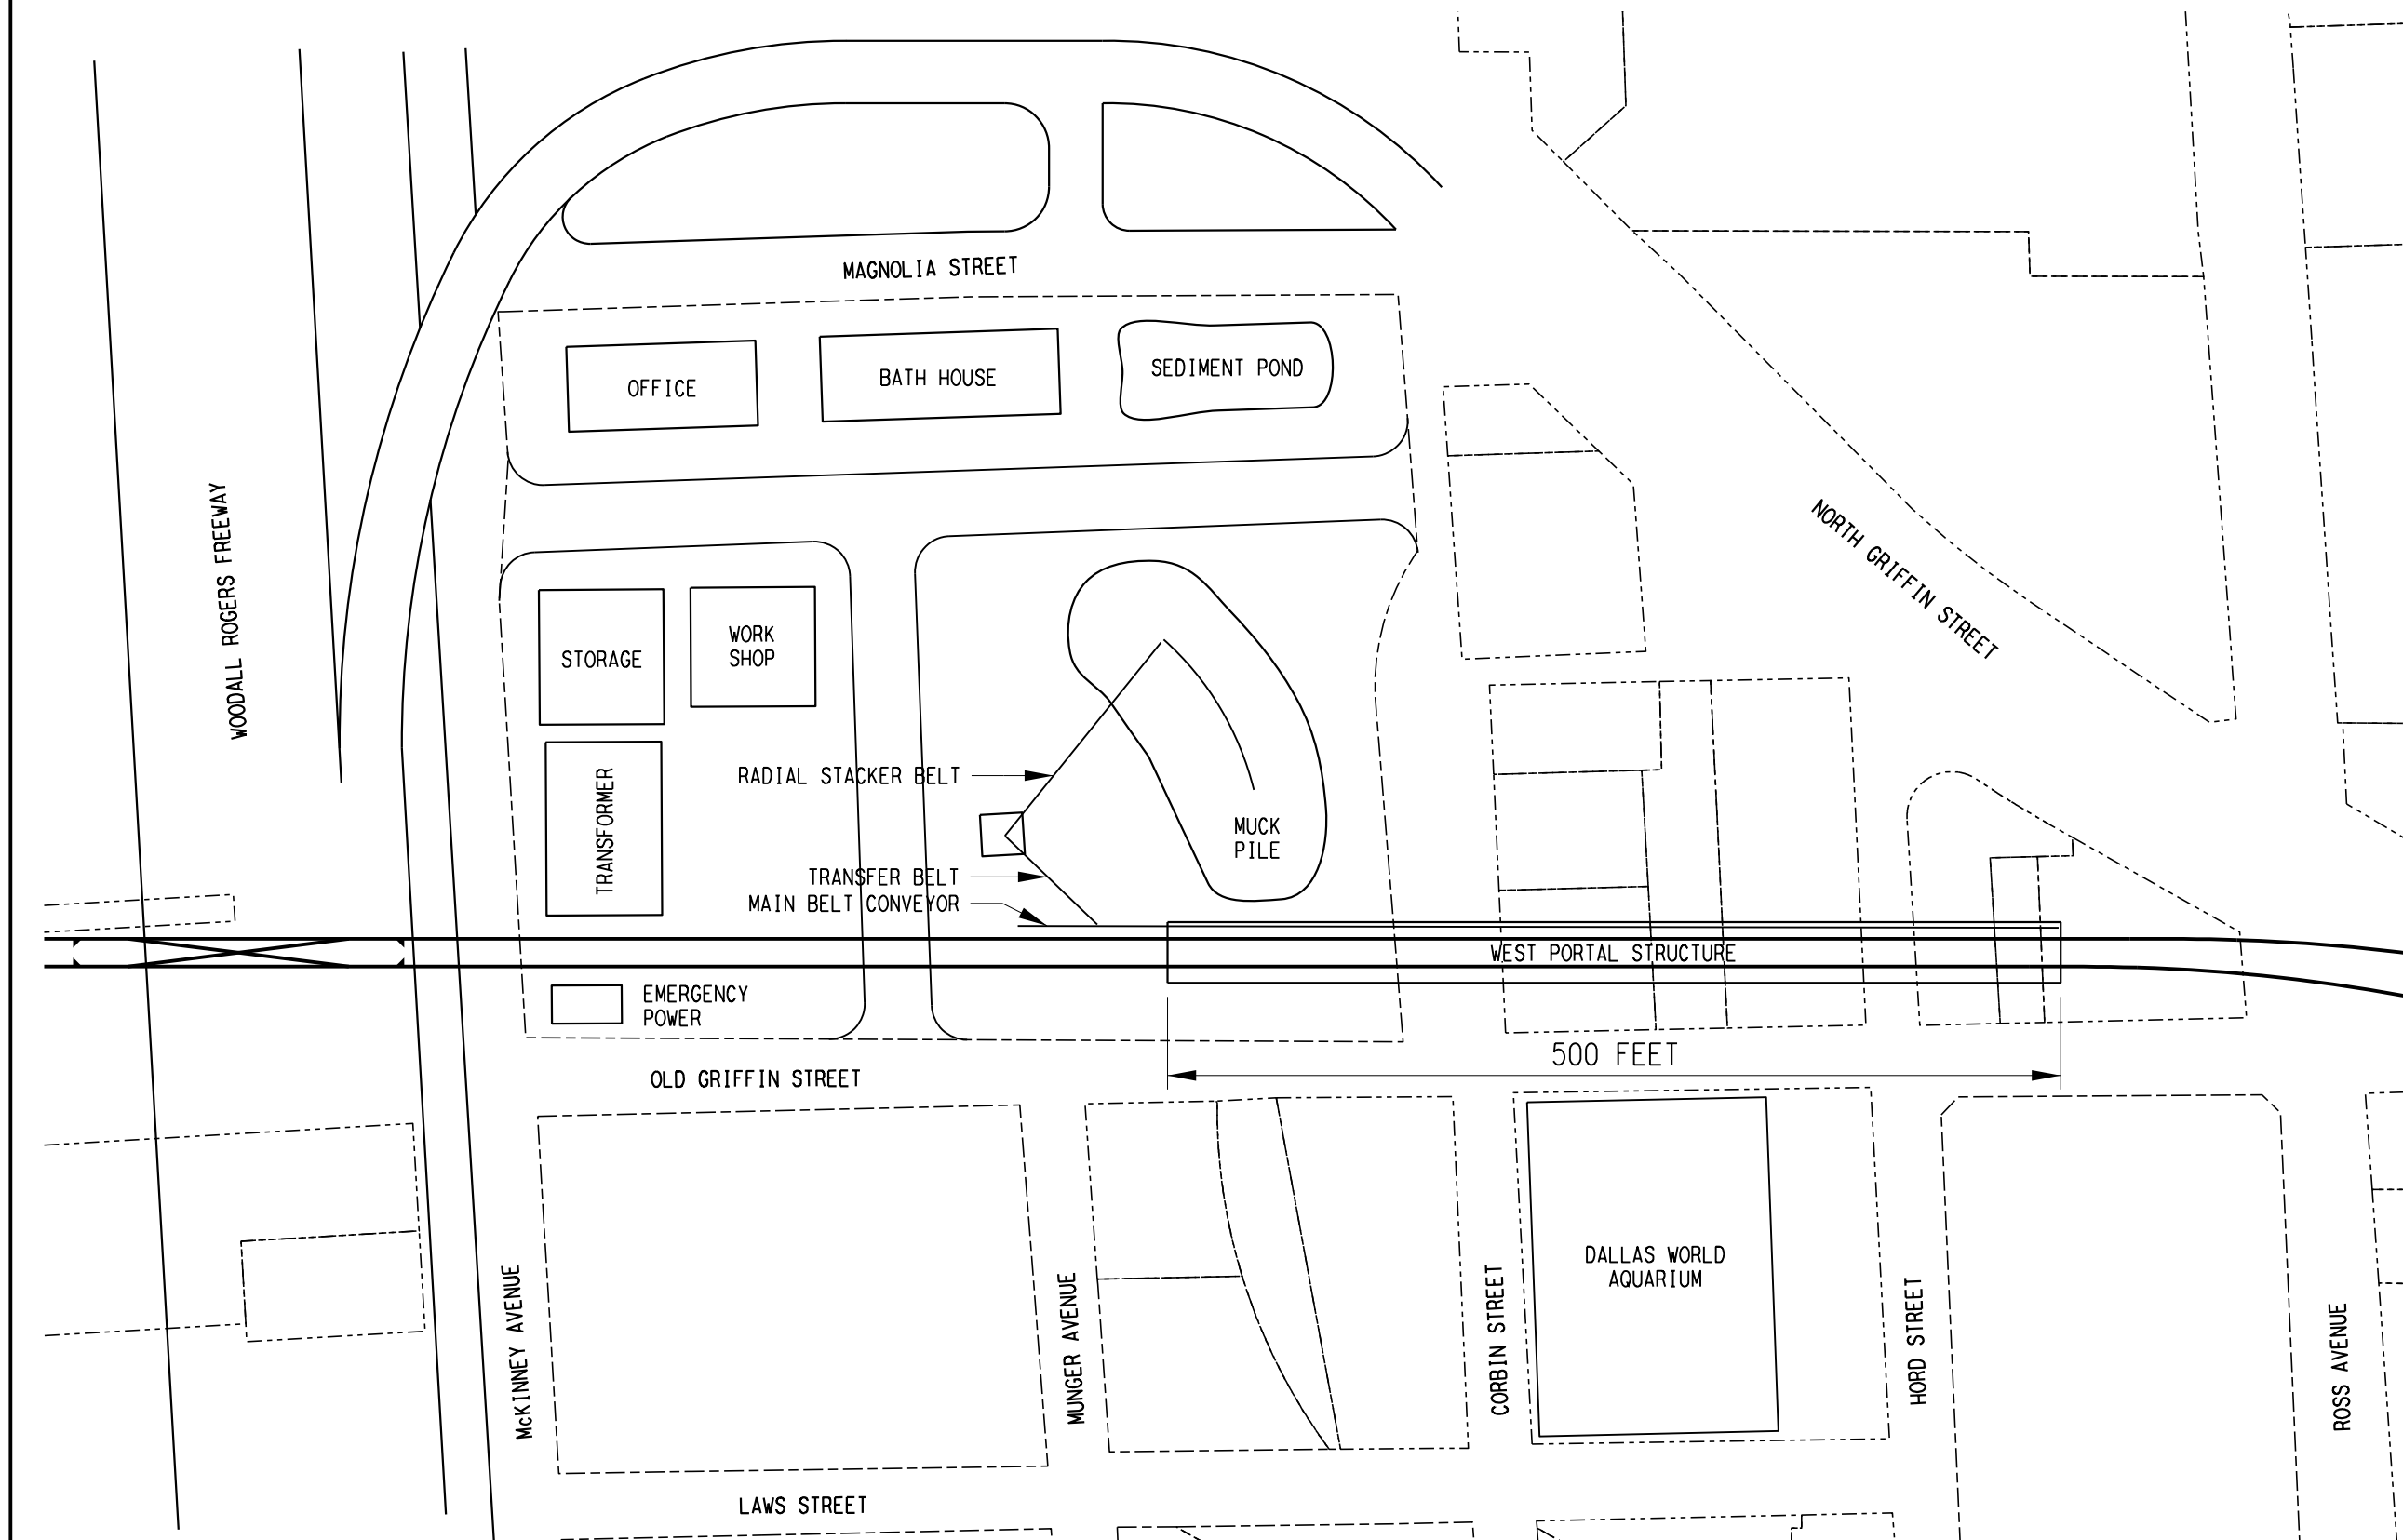 MAGNOLIA STREET
OFFICE
BATH HOUSE
SEDIMENT POND
WOODALL ROGERS FREEWAY
NORTH GRIFFIN STREET
STORAGE
WORK
SHOP
TRANSFORMER
RADIAL STACKER BELT
MUCK
PILE
TRANSFER BELT
MAIN BELT CONVEYOR
WEST PORTAL STRUCTURE
EMERGENCY
POWER
500 FEET
OLD GRIFFIN STREET
McKINNEY AVENUE
MUNGER AVENUE
CORBIN STREET
DALLAS WORLD
AQUARIUM
HORD STREET
ROSS AVENUE
LAWS STREET